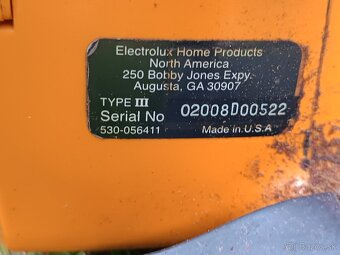 Electrolux Home Products
North America
250 Bobby Jones Expy.
Augusta, GA 30907
TYPE III
Serial No 02008D00522
530-056411 Made in U.S.A